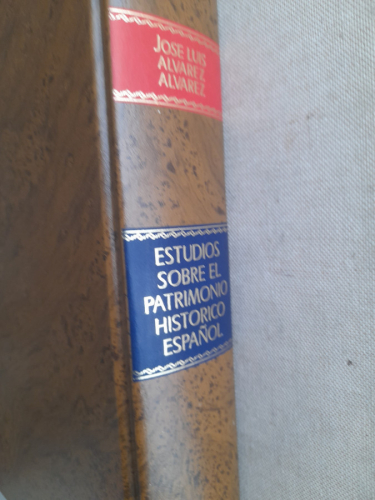 JOSE LUIS
ALVAREZ
ALVAREZ
ESTUDIOS
SOBRE EL
PATRIMONIO
HISTORICO
ESPAÑOL